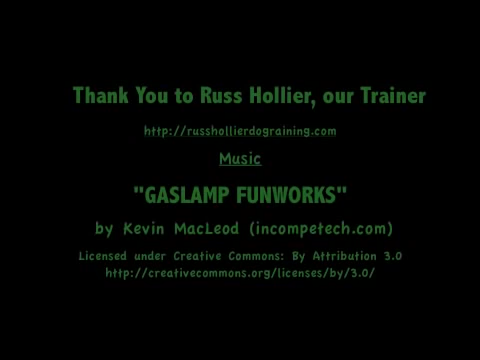 Thank You to Russ Hollier, our Trainer
http://russhollierdograining.com
Music
"GASLAMP FUNWORKS"
by Kevin MacLeod (incompetech.com)
Licensed under Creative Commons: By Attribution 3.0
http://creativecommons.org/licenses/by/3.0/